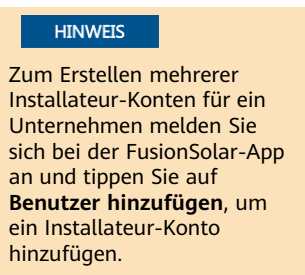 HINWEIS
Zum Erstellen mehrerer
Installateur-Konten für ein
Unternehmen melden Sie
sich bei der FusionSolar-App
an und tippen Sie auf
Benutzer hinzufügen, um
ein Installateur-Konto
hinzufügen.